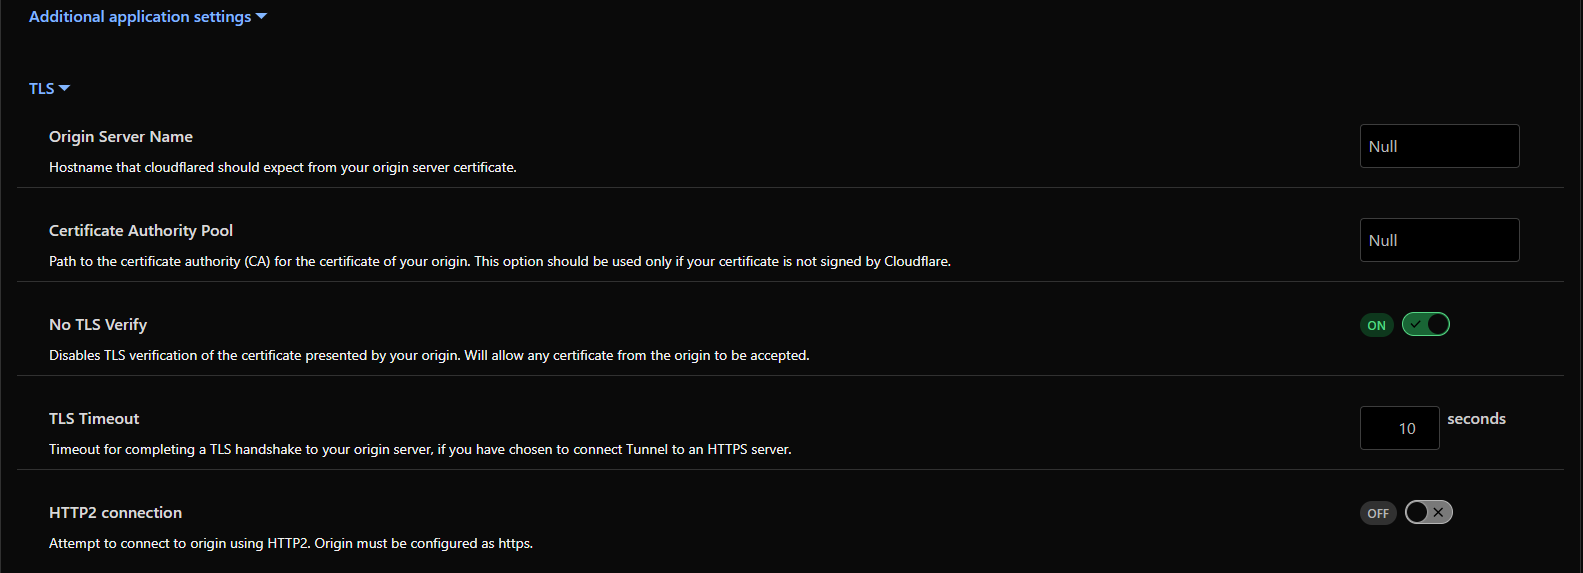 Additional application settings
TLS
Origin Server Name
Null
Hostname that cloudflared should expect from your origin server certificate.
Certificate Authority Pool
Null
Path to the certificate authority (CA) for the certificate of your origin. This option should be used only if your certificate is not signed by Cloudflare.
No TLS Verify
ON
Disables TLS verification of the certificate presented by your origin. Will allow any certificate from the origin to be accepted.
TLS Timeout
10 seconds
Timeout for completing a TLS handshake to your origin server, if you have chosen to connect Tunnel to an HTTPS server.
HTTP2 connection
OFF
Attempt to connect to origin using HTTP2. Origin must be configured as https.